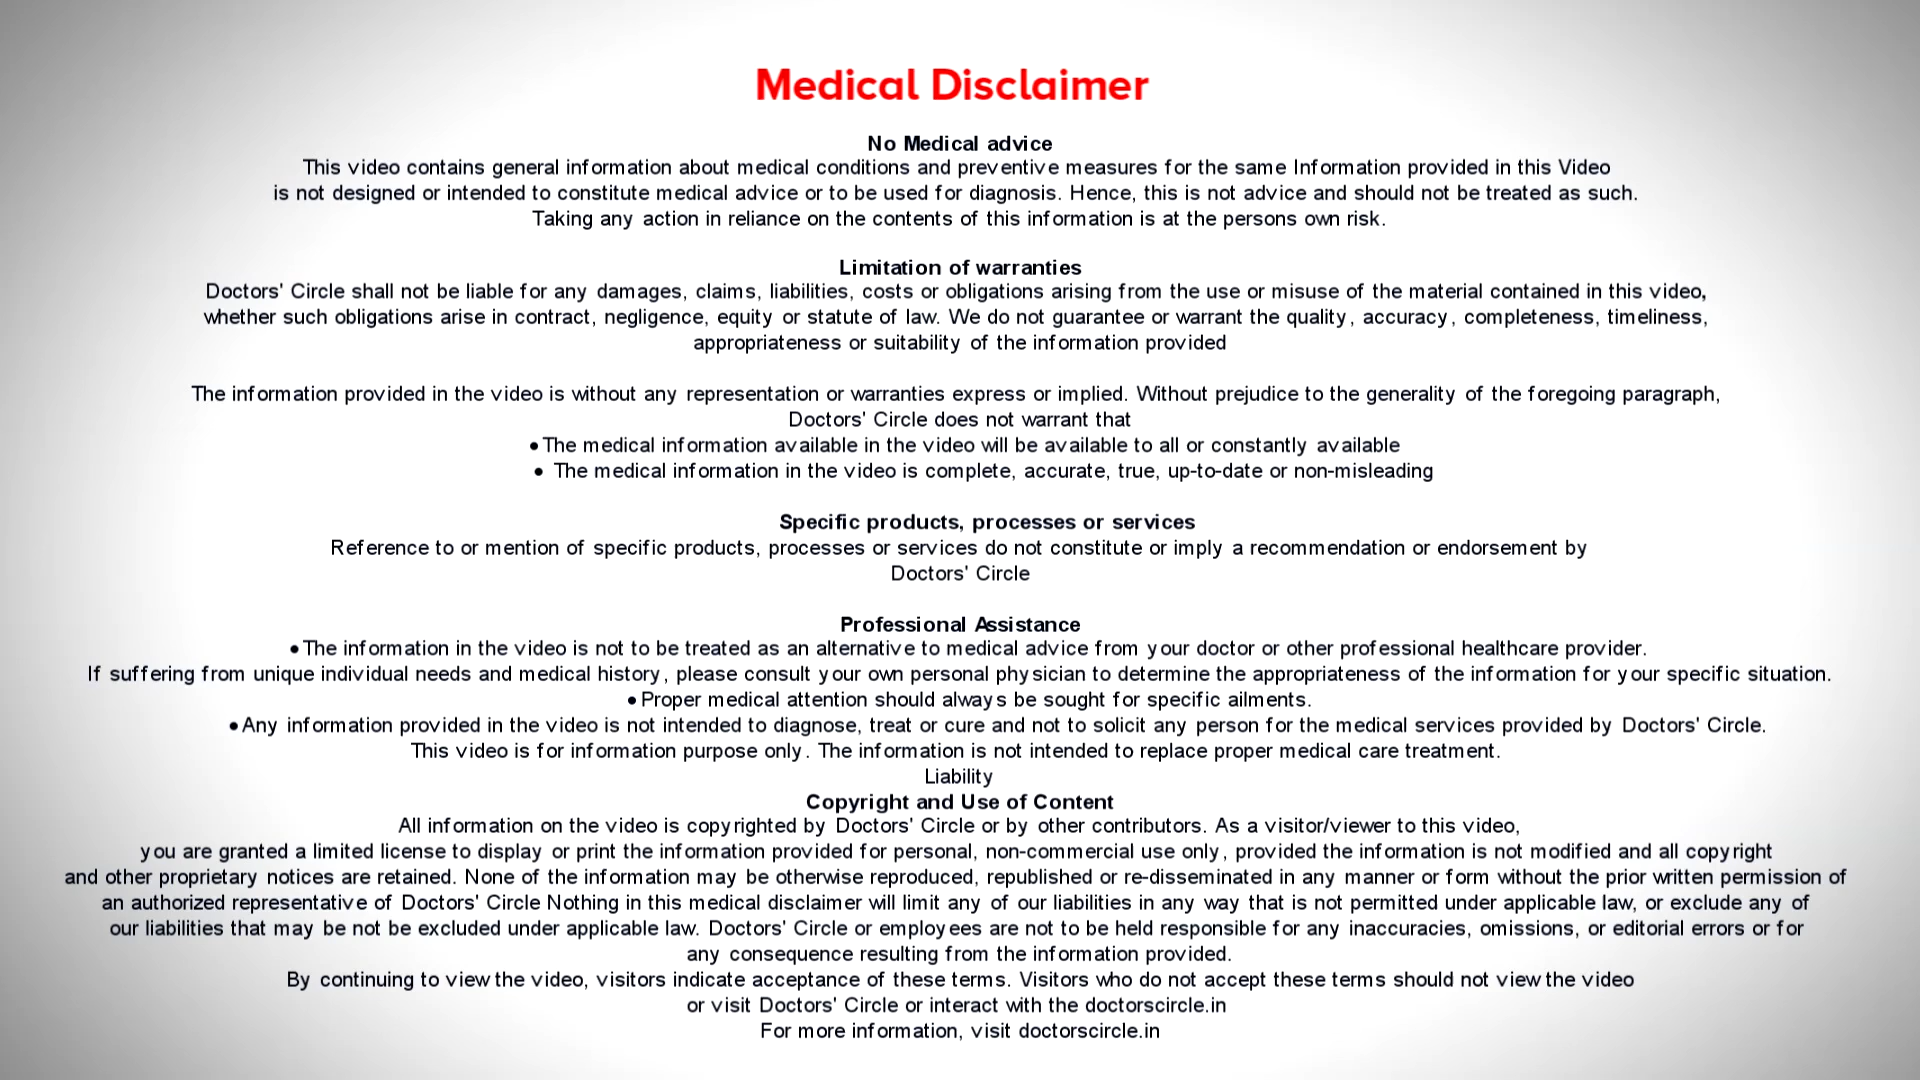 Medical Disclaimer
No Medical advice
This video contains general information about medical conditions and preventive measures for the same Information provided in this Video
is not designed or intended to constitute medical advice or to be used for diagnosis. Hence, this is not advice and should not be treated as such.
Taking any action in reliance on the contents of this information is at the persons own risk.
Limitation of warranties
Doctors' Circle shall not be liable for any damages, claims, liabilities, costs or obligations arising from the use or misuse of the material contained in this video,
whether such obligations arise in contract, negligence, equity or statute of law. We do not guarantee or warrant the quality, accuracy, completeness, timeliness,
appropriateness or suitability of the information provided
The information provided in the video is without any representation or warranties express or implied. Without prejudice to the generality of the foregoing paragraph,
Doctors' Circle does not warrant that
• The medical information available in the video will be available to all or constantly available
• The medical information in the video is complete, accurate, true, up-to-date or non-misleading
Specific products, processes or services
Reference to or mention of specific products, processes or services do not constitute or imply a recommendation or endorsement by
Doctors' Circle
Professional Assistance
• The information in the video is not to be treated as an alternative to medical advice from your doctor or other professional healthcare provider.
If suffering from unique individual needs and medical history, please consult your own personal physician to determine the appropriateness of the information for your specific situation.
• Proper medical attention should always be sought for specific ailments.
• Any information provided in the video is not intended to diagnose, treat or cure and not to solicit any person for the medical services provided by Doctors' Circle.
This video is for information purpose only. The information is not intended to replace proper medical care treatment.
Liability
Copyright and Use of Content
All information on the video is copyrighted by Doctors' Circle or by other contributors. As a visitor/viewer to this video,
you are granted a limited license to display or print the information provided for personal, non-commercial use only, provided the information is not modified and all copyright
and other proprietary notices are retained. None of the information may be otherwise reproduced, republished or re-disseminated in any manner or form without the prior written permission of
an authorized representative of Doctors' Circle Nothing in this medical disclaimer will limit any of our liabilities in any way that is not permitted under applicable law, or exclude any of
our liabilities that may be not be excluded under applicable law. Doctors' Circle or employees are not to be held responsible for any inaccuracies, omissions, or editorial errors or for
any consequence resulting from the information provided.
By continuing to view the video, visitors indicate acceptance of these terms. Visitors who do not accept these terms should not view the video
or visit Doctors' Circle or interact with the doctorscircle.in
For more information, visit doctorscircle.in